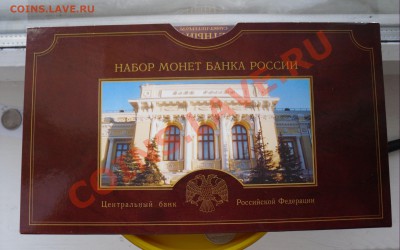 COINS.LAVE.RU
НАБОР МОНЕТ БАНКА РОССИИ
COINS.LAVE.RU
Центральный банк Российской Федерации